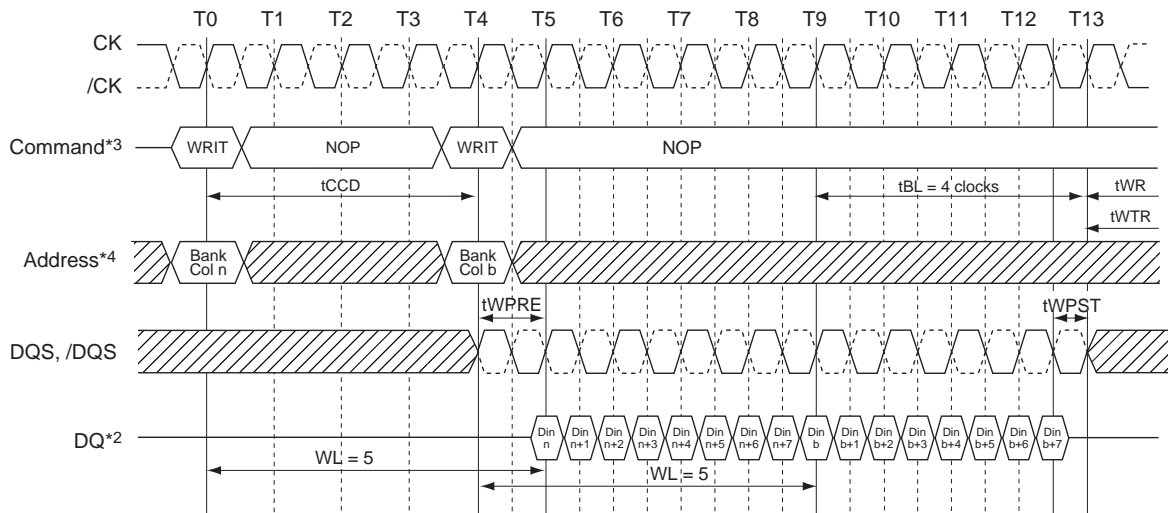 T0 T1 T2 T3 T4 T5 T6 T7 T8 T9 T10 T11 T12 T13
CK
/CK
Command*3 WRIT NOP WRIT NOP
tCCD tBL = 4 clocks tWR
tWTR
Address*4 Bank Col n Bank Col b
tWPRE tWPST
DQS, /DQS
DQ*2 Din n Din n+1 Din n+2 Din n+3 Din n+4 Din n+5 Din n+6 Din n+7 Din b Din b+1 Din b+2 Din b+3 Din b+4 Din b+5 Din b+6 Din b+7
WL = 5
WL = 5